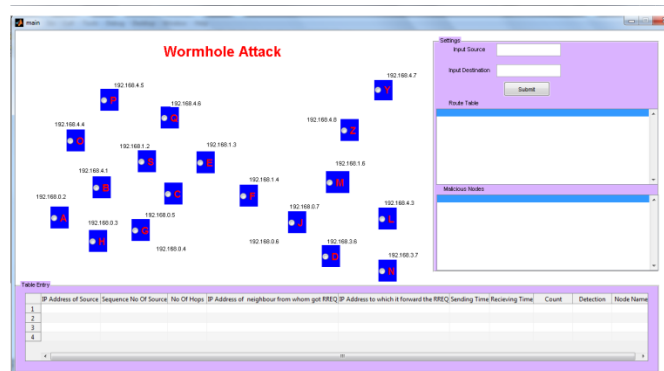 main
Wormhole Attack
Settings
Input Source
Input Destination
Submit
Route Table
Malicious Nodes
192.168.4.5
P
192.168.4.6
Q
192.168.4.7
Y
192.168.4.8
Z
192.168.4.4
O
192.168.1.2
S
192.168.1.3
E
192.168.4.1
B
C
192.168.1.4
F
192.168.1.6
M
192.168.0.2
A
192.168.0.3
H
192.168.0.5
G
192.168.0.4
192.168.0.7
J
192.168.4.3
L
192.168.0.6
192.168.3.6
D
192.168.3.7
N
Table Entry
IP Address of Source Sequence No Of Source No Of Hops IP Address of neighbour from whom got RREQ IP Address to which it foward the RREQ Sending Time Recieving Time Count Detection Node Name
1
2
3
4